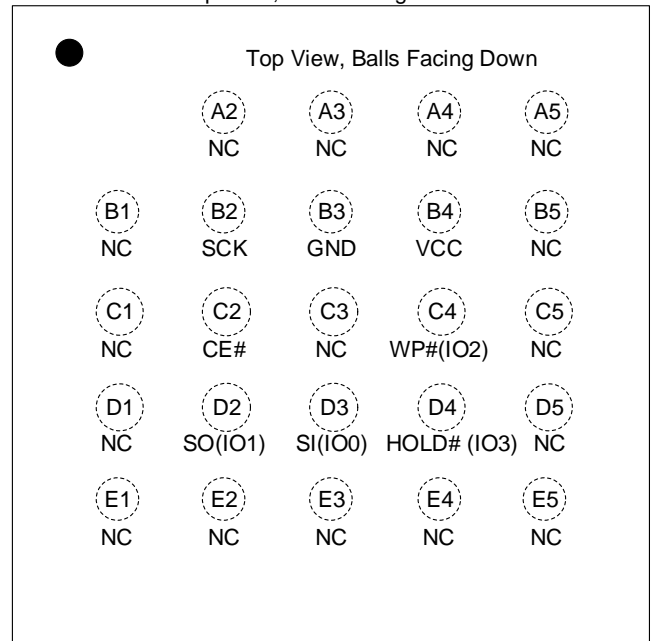 Top View, Balls Facing Down
A2 A3 A4 A5
NC NC NC NC
B1 B2 B3 B4 B5
NC SCK GND VCC NC
C1 C2 C3 C4 C5
NC CE# NC WP#(IO2) NC
D1 D2 D3 D4 D5
NC SO(IO1) SI(IO0) HOLD# (IO3) NC
E1 E2 E3 E4 E5
NC NC NC NC NC